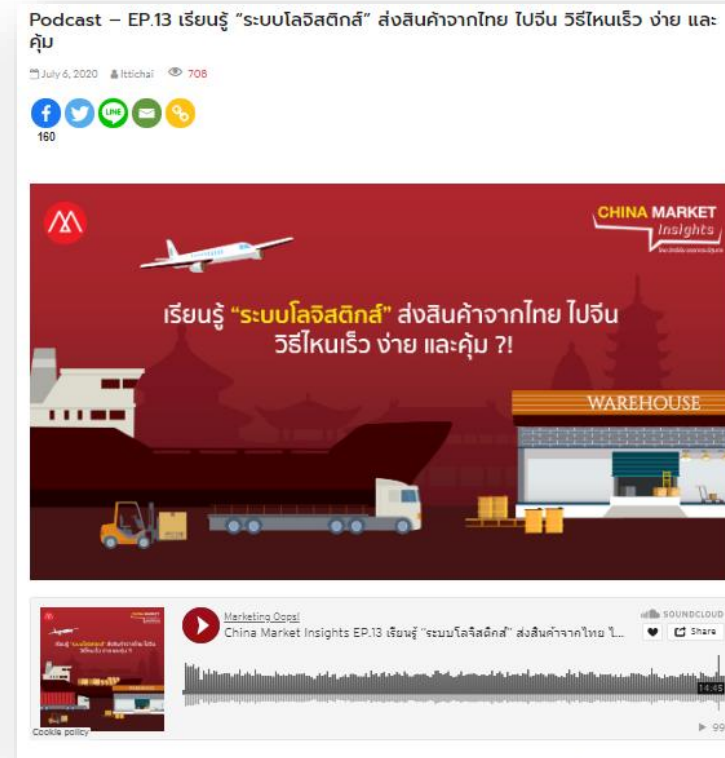 Podcast – EP.13 เรียนรู้ “ระบบโลจิสติกส์” ส่งสินค้าจากไทย ไปจีน วิธีไหนเร็ว ง่าย และ
คุ้ม
July 6, 2020 Ittichai 708
LINE
160
CHINA MARKET
Insights
เรียนรู้ “ระบบโลจิสติกส์” ส่งสินค้าจากไทย ไปจีน
วิธีไหนเร็ว ง่าย และคุ้ม ?!
WAREHOUSE
Marketing Oops!
SOUNDCLOUD
China Market Insights EP.13 เรียนรู้ “ระบบโลจิสติกส์” ส่งสินค้าจากไทย ไ...
Share
14:45
Cookie policy
99